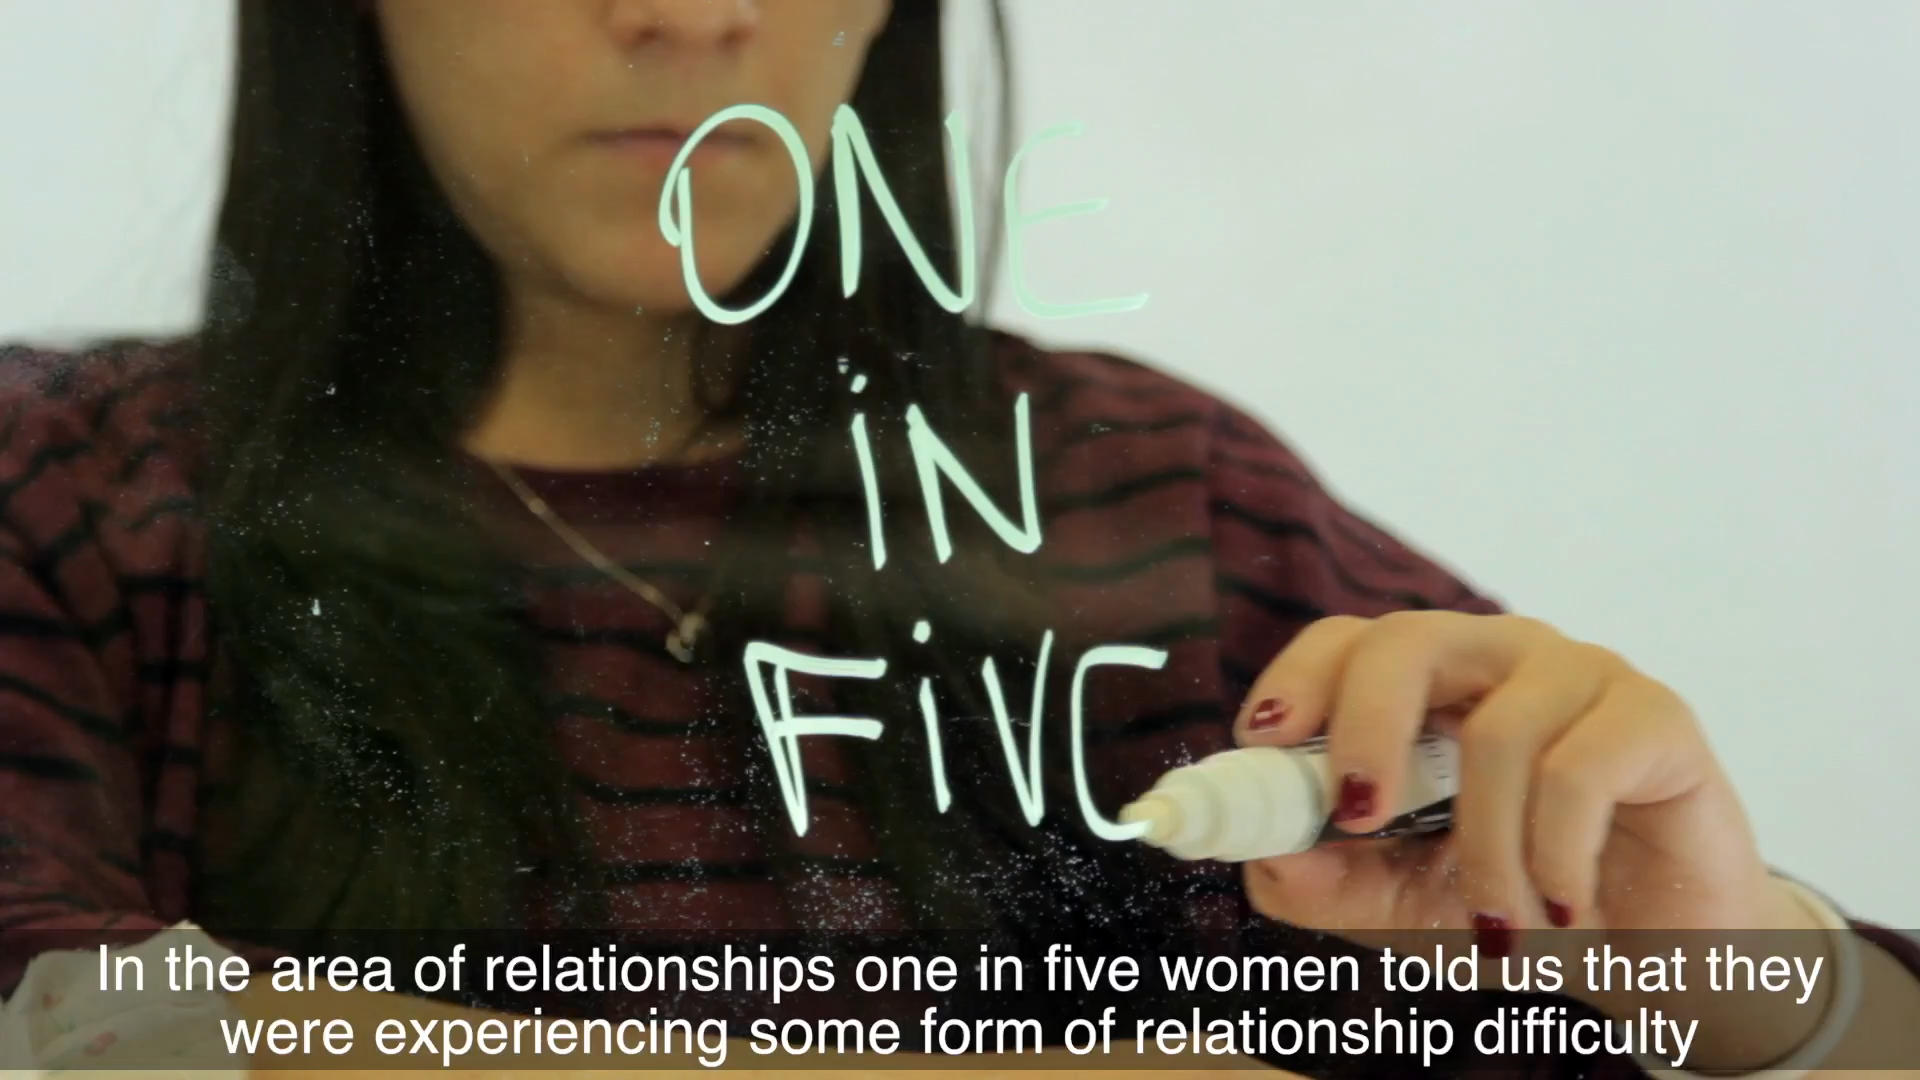 ONE
iN
FiVE
In the area of relationships one in five women told us that they
were experiencing some form of relationship difficulty